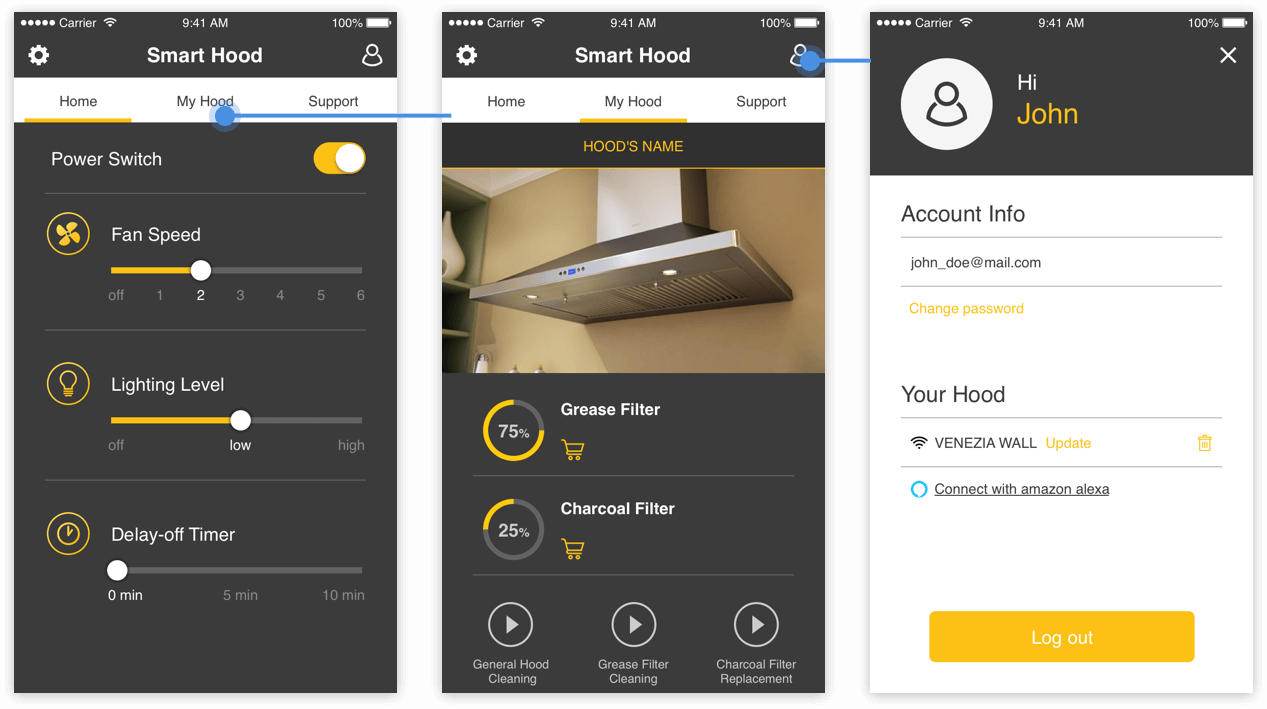 Carrier 9:41 AM 100%
Smart Hood
Home My Hood Support
Power Switch
Fan Speed
off 1 2 3 4 5 6
Lighting Level
off low high
Delay-off Timer
0 min 5 min 10 min
Carrier 9:41 AM 100%
Smart Hood
Home My Hood Support
HOOD'S NAME
75%
Grease Filter
25%
Charcoal Filter
General Hood
Cleaning
Grease Filter
Cleaning
Charcoal Filter
Replacement
Carrier 9:41 AM 100%
Hi
John
Account Info
john_doe@mail.com
Change password
Your Hood
VENEZIA WALL Update
Connect with amazon alexa
Log out